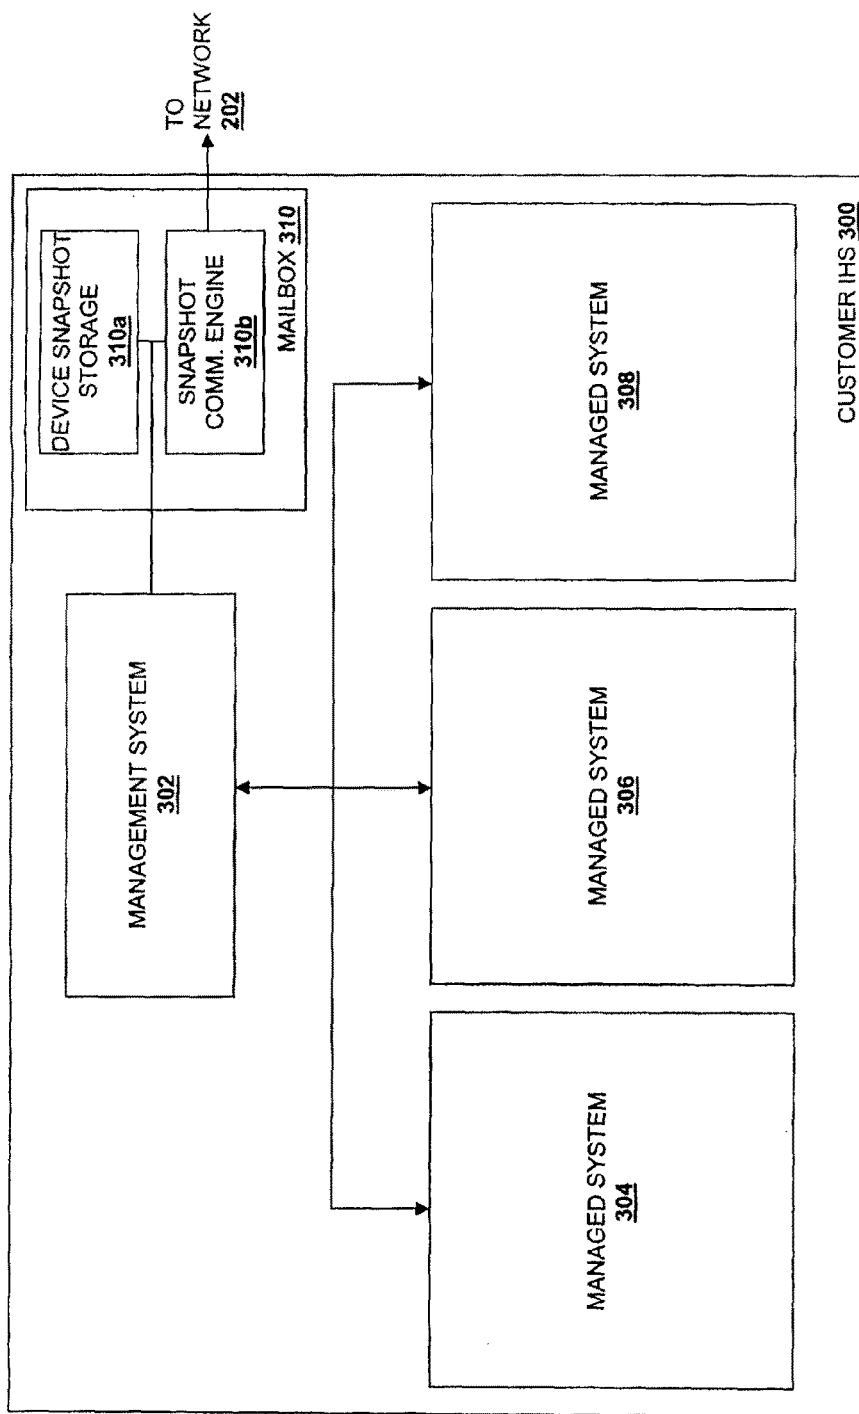 TO
NETWORK
202
DEVICE SNAPSHOT
STORAGE
310a
MANAGEMENT SYSTEM
302
SNAPSHOT
COMM. ENGINE
310b
MAILBOX 310
MANAGED SYSTEM
304
MANAGED SYSTEM
306
MANAGED SYSTEM
308
CUSTOMER IHS 300